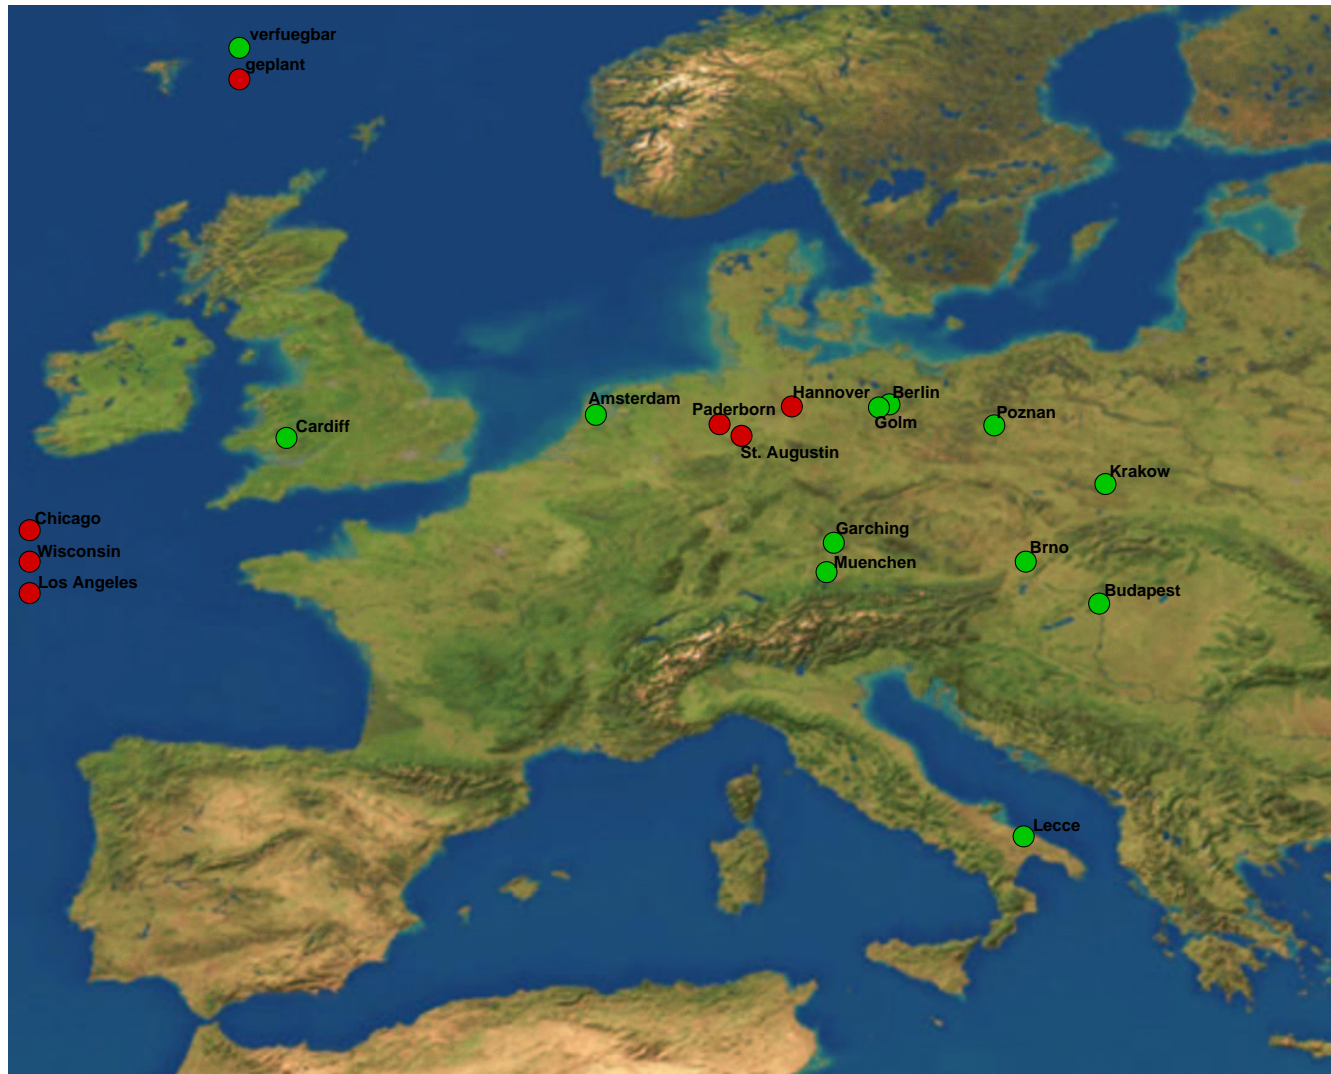 verfuegbar
geplant
Amsterdam
Hannover
Berlin
Paderborn
Golm
Poznan
Cardiff
St. Augustin
Krakow
Chicago
Garching
Wisconsin
Brno
Muenchen
Los Angeles
Budapest
Lecce